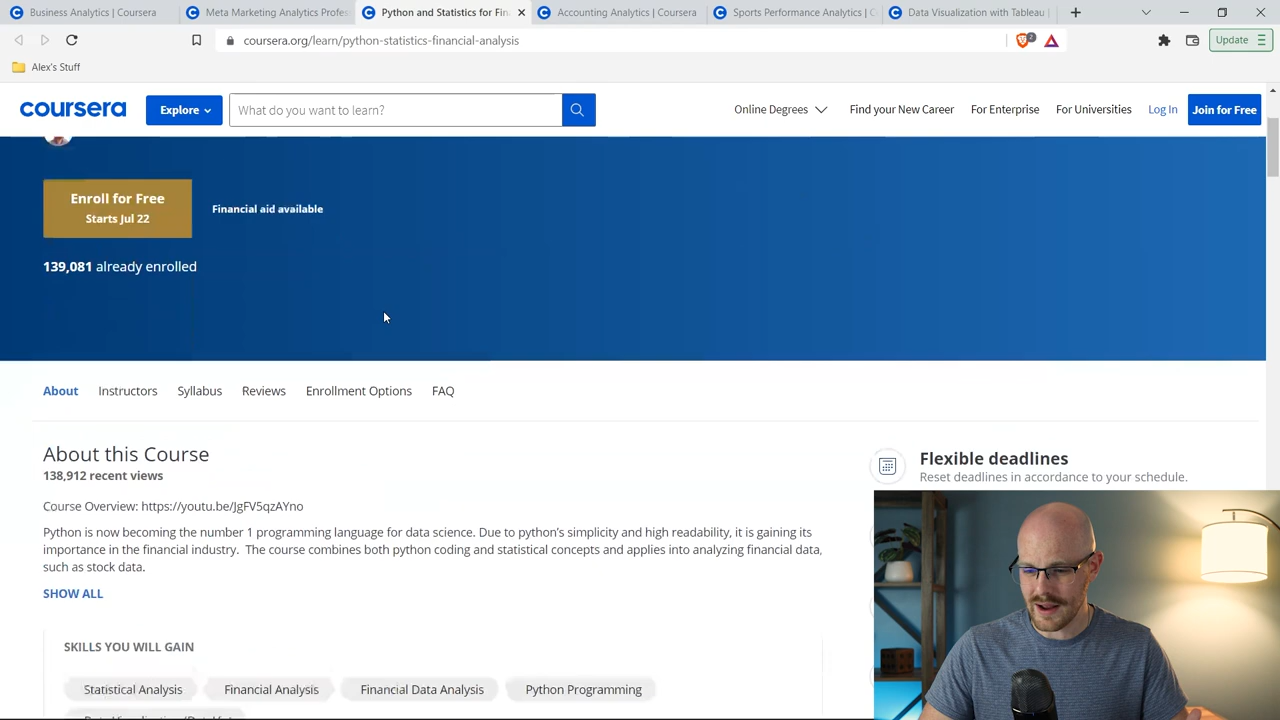 Business Analytics | Coursera
Meta Marketing Analytics Profes
Python and Statistics for Fin
Accounting Analytics | Coursera
Sports Performance Analytics | C
Data Visualization with Tableau |
coursera.org/learn/python-statistics-financial-analysis
2
Update
Alex's Stuff
coursera
Explore
What do you want to learn?
Online Degrees
Find your New Career
For Enterprise
For Universities
Log In
Join for Free
Enroll for Free
Starts Jul 22
Financial aid available
139,081 already enrolled
About
Instructors
Syllabus
Reviews
Enrollment Options
FAQ
About this Course
138,912 recent views
Flexible deadlines
Reset deadlines in accordance to your schedule.
Course Overview: https://youtu.be/JgFV5qzAYno
Python is now becoming the number 1 programming language for data science. Due to python's simplicity and high readability, it is gaining its
importance in the financial industry. The course combines both python coding and statistical concepts and applies into analyzing financial data,
such as stock data.
SHOW ALL
SKILLS YOU WILL GAIN
Statistical Analysis
Financial Analysis
Financial Data Analysis
Python Programming